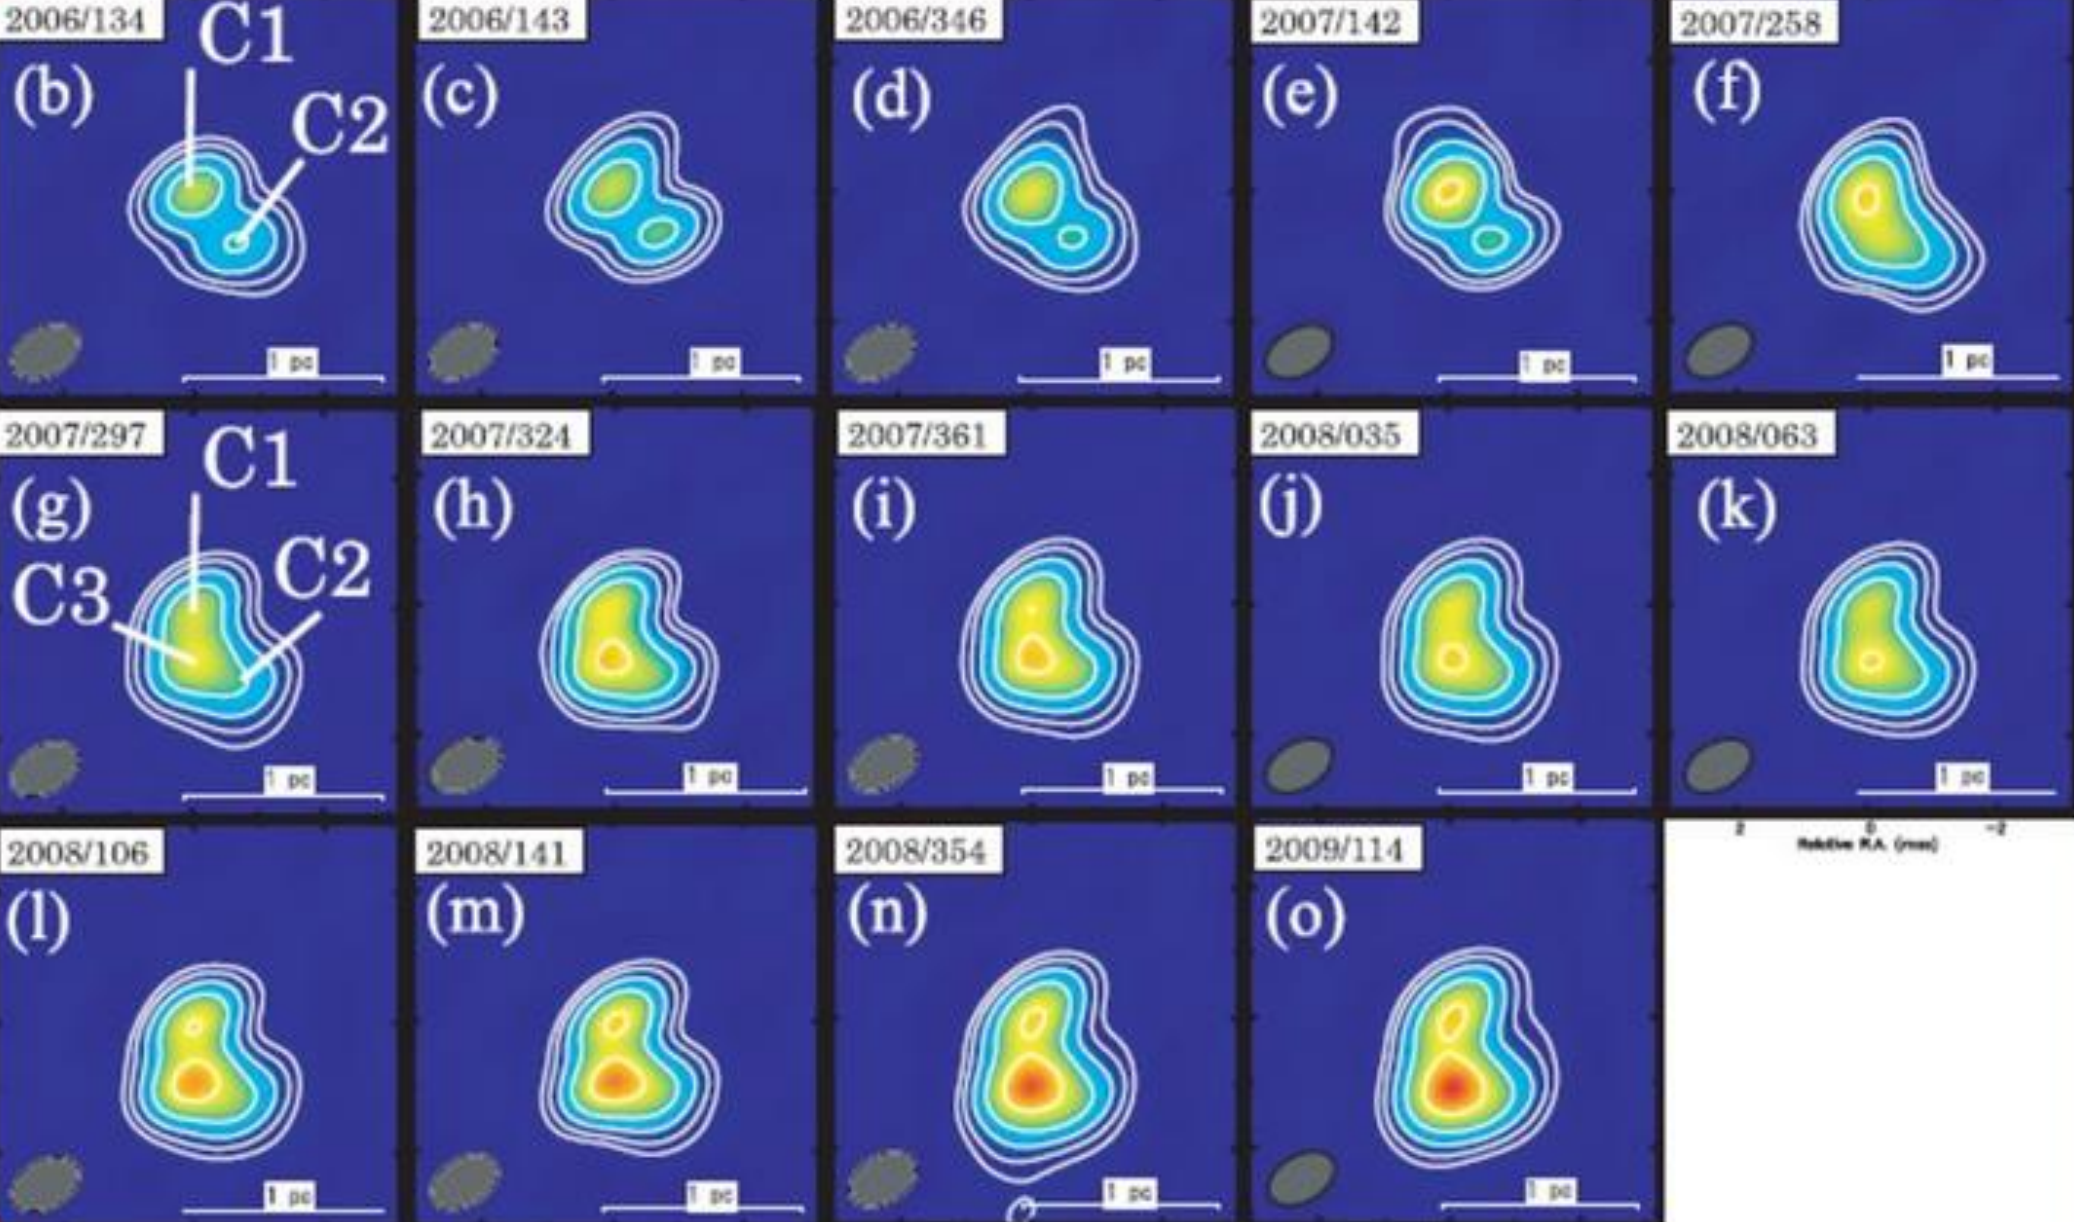 2006/134 2006/143 2006/346 2007/142 2007/258
C1
(b) (c) (d) (e) (f)
C2
1 pc 1 pc 1 pc 1 pc 1 pc
2007/297 2007/324 2007/361 2008/035 2008/063
C1
(g) (h) (i) (j) (k)
C2
C3
1 pc 1 pc 1 pc 1 pc 1 pc
2008/106 2008/141 2008/354 2009/114
2 0 -2
Relative R.A. (mas)
(l) (m) (n) (o)
1 pc 1 pc 1 pc 1 pc